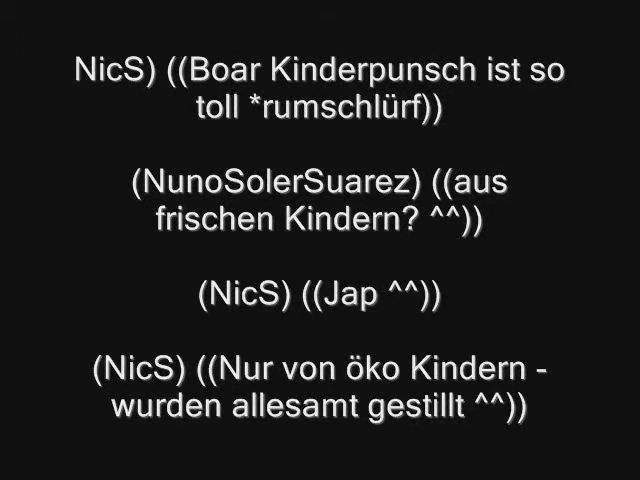 NicS) ((Boar Kinderpunsch ist so
toll *rumschlürf))
(NunoSolerSuarez) ((aus
frischen Kindern? ^^))
(NicS) ((Jap ^^))
(NicS) ((Nur von öko Kindern -
wurden allesamt gestillt ^^))